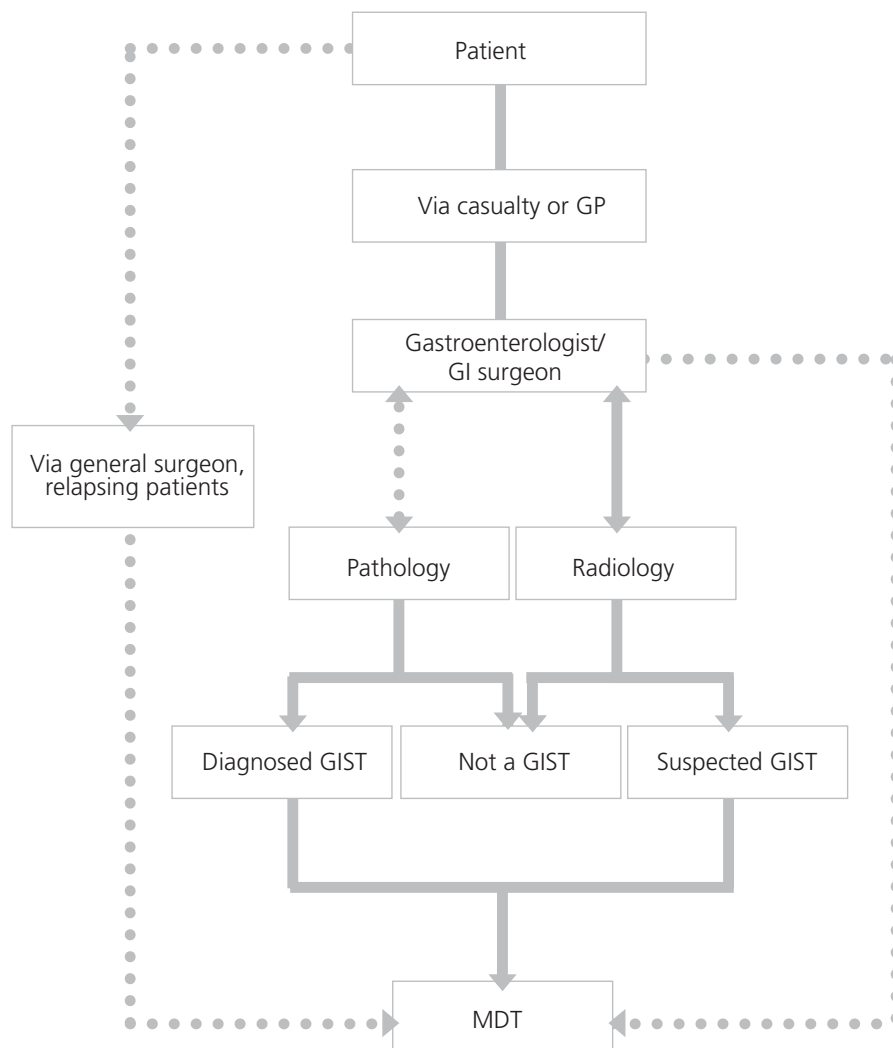 Patient
Via casualty or GP
Gastroenterologist/
GI surgeon
Via general surgeon,
relapsing patients
Pathology
Radiology
Diagnosed GIST
Not a GIST
Suspected GIST
MDT